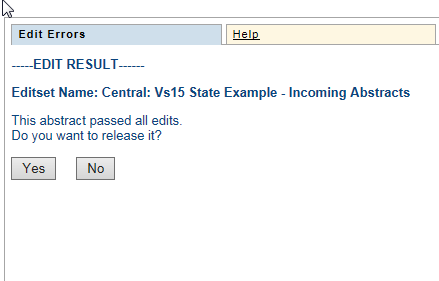 Edit Errors
Help
-----EDIT RESULT------
Editset Name: Central: Vs15 State Example - Incoming Abstracts
This abstract passed all edits.
Do you want to release it?
Yes
No